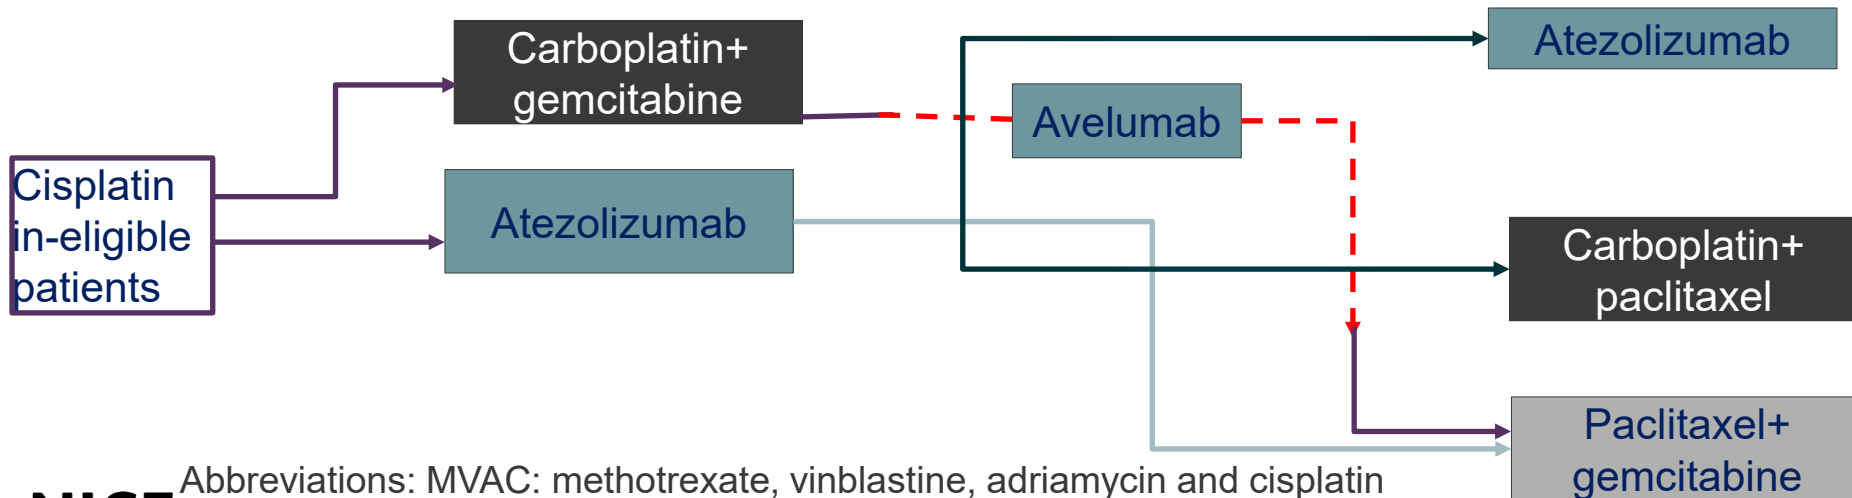 Carboplatin+
gemcitabine
Atezolizumab
Avelumab
Cisplatin
in-eligible
patients
Atezolizumab
Carboplatin+
paclitaxel
Paclitaxel+
gemcitabine
Abbreviations: MVAC: methotrexate, vinblastine, adriamycin and cisplatin
NICE